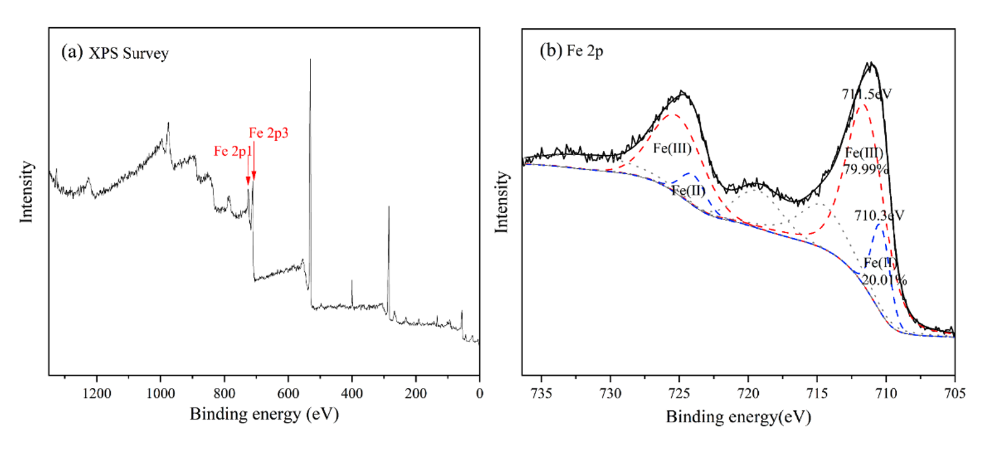 (a) XPS Survey
Fe 2p3
Fe 2p1
Intensity
1200 1000 800 600 400 200 0
Binding energy (eV)
(b) Fe 2p
711.5eV
Fe(III)
Fe(III)
79.99%
Fe(II)
710.3eV
Fe(II)
20.01%
Intensity
735 730 725 720 715 710 705
Binding energy(eV)